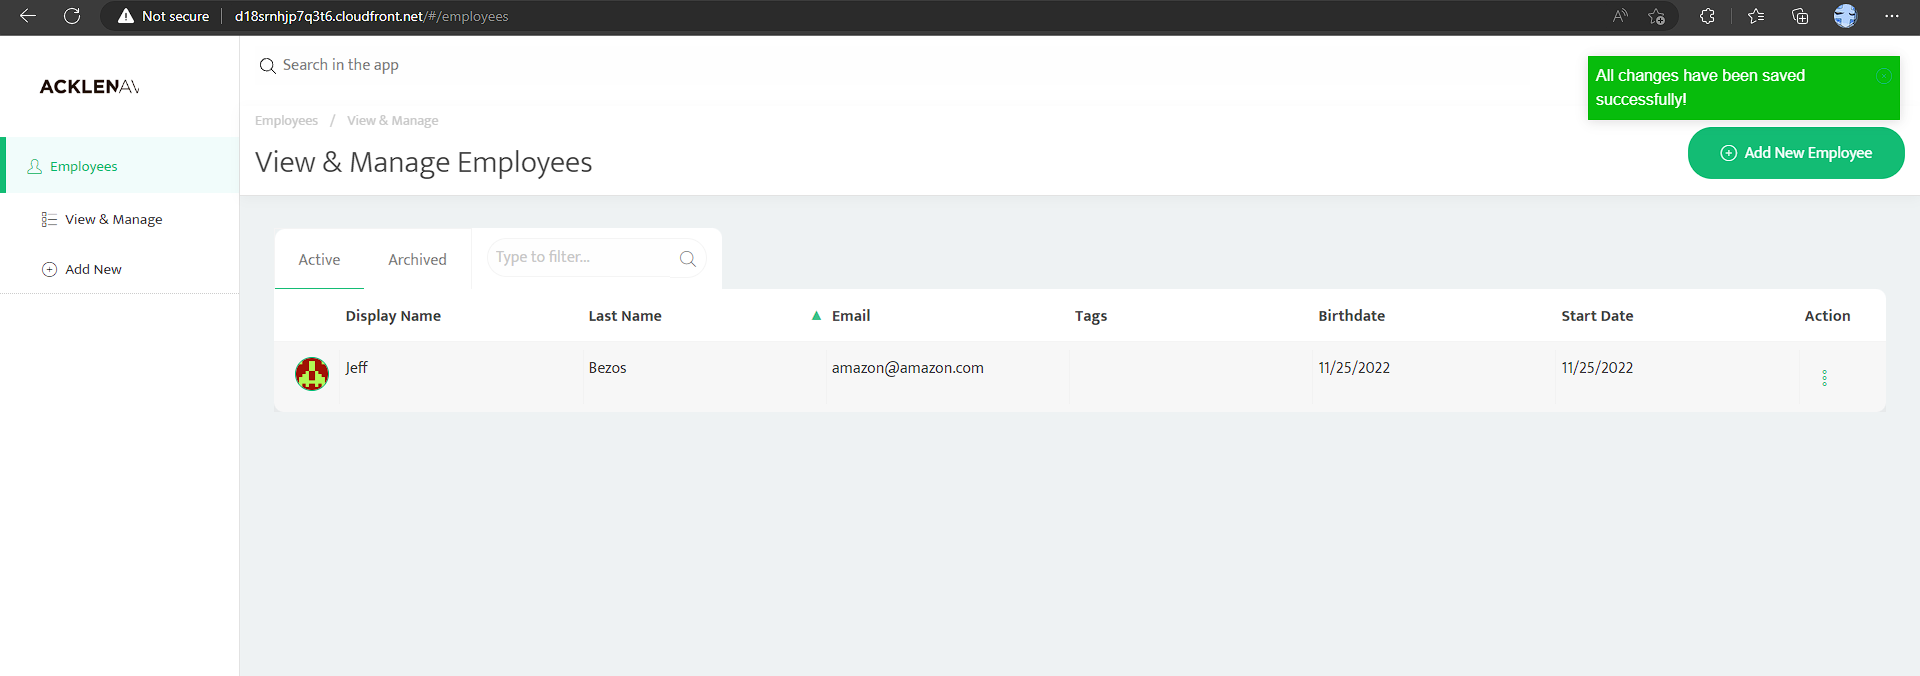 Not secure d18srnhjp7q3t6.cloudfront.net/#/employees
ACKLENAV
Search in the app
All changes have been saved
successfully!
Employees / View & Manage
View & Manage Employees
Add New Employee
Employees
View & Manage
Add New
Active Archived Type to filter...
Display Name Last Name ▲ Email Tags Birthdate Start Date Action
Jeff Bezos amazon@amazon.com 11/25/2022 11/25/2022